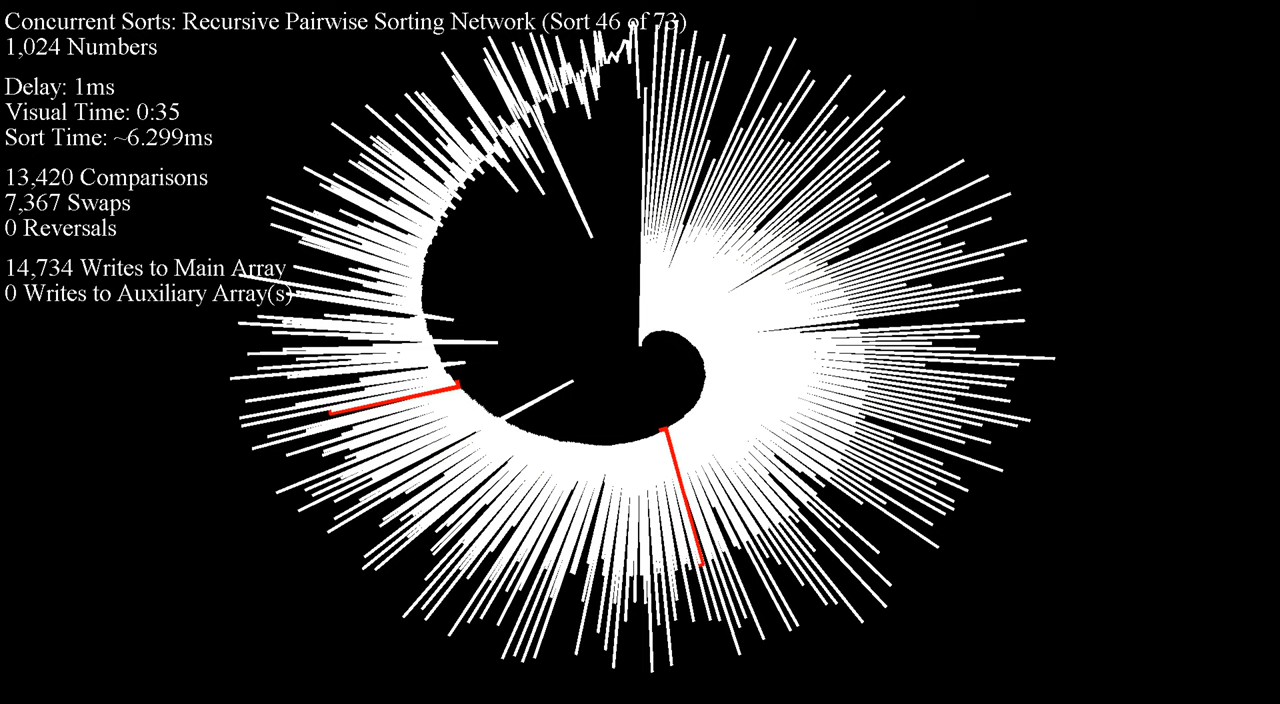 Concurrent Sorts: Recursive Pairwise Sorting Network (Sort 46 of 73)
1,024 Numbers
Delay: 1ms
Visual Time: 0:35
Sort Time: ~6.299ms
13,420 Comparisons
7,367 Swaps
0 Reversals
14,734 Writes to Main Array
0 Writes to Auxiliary Array(s)